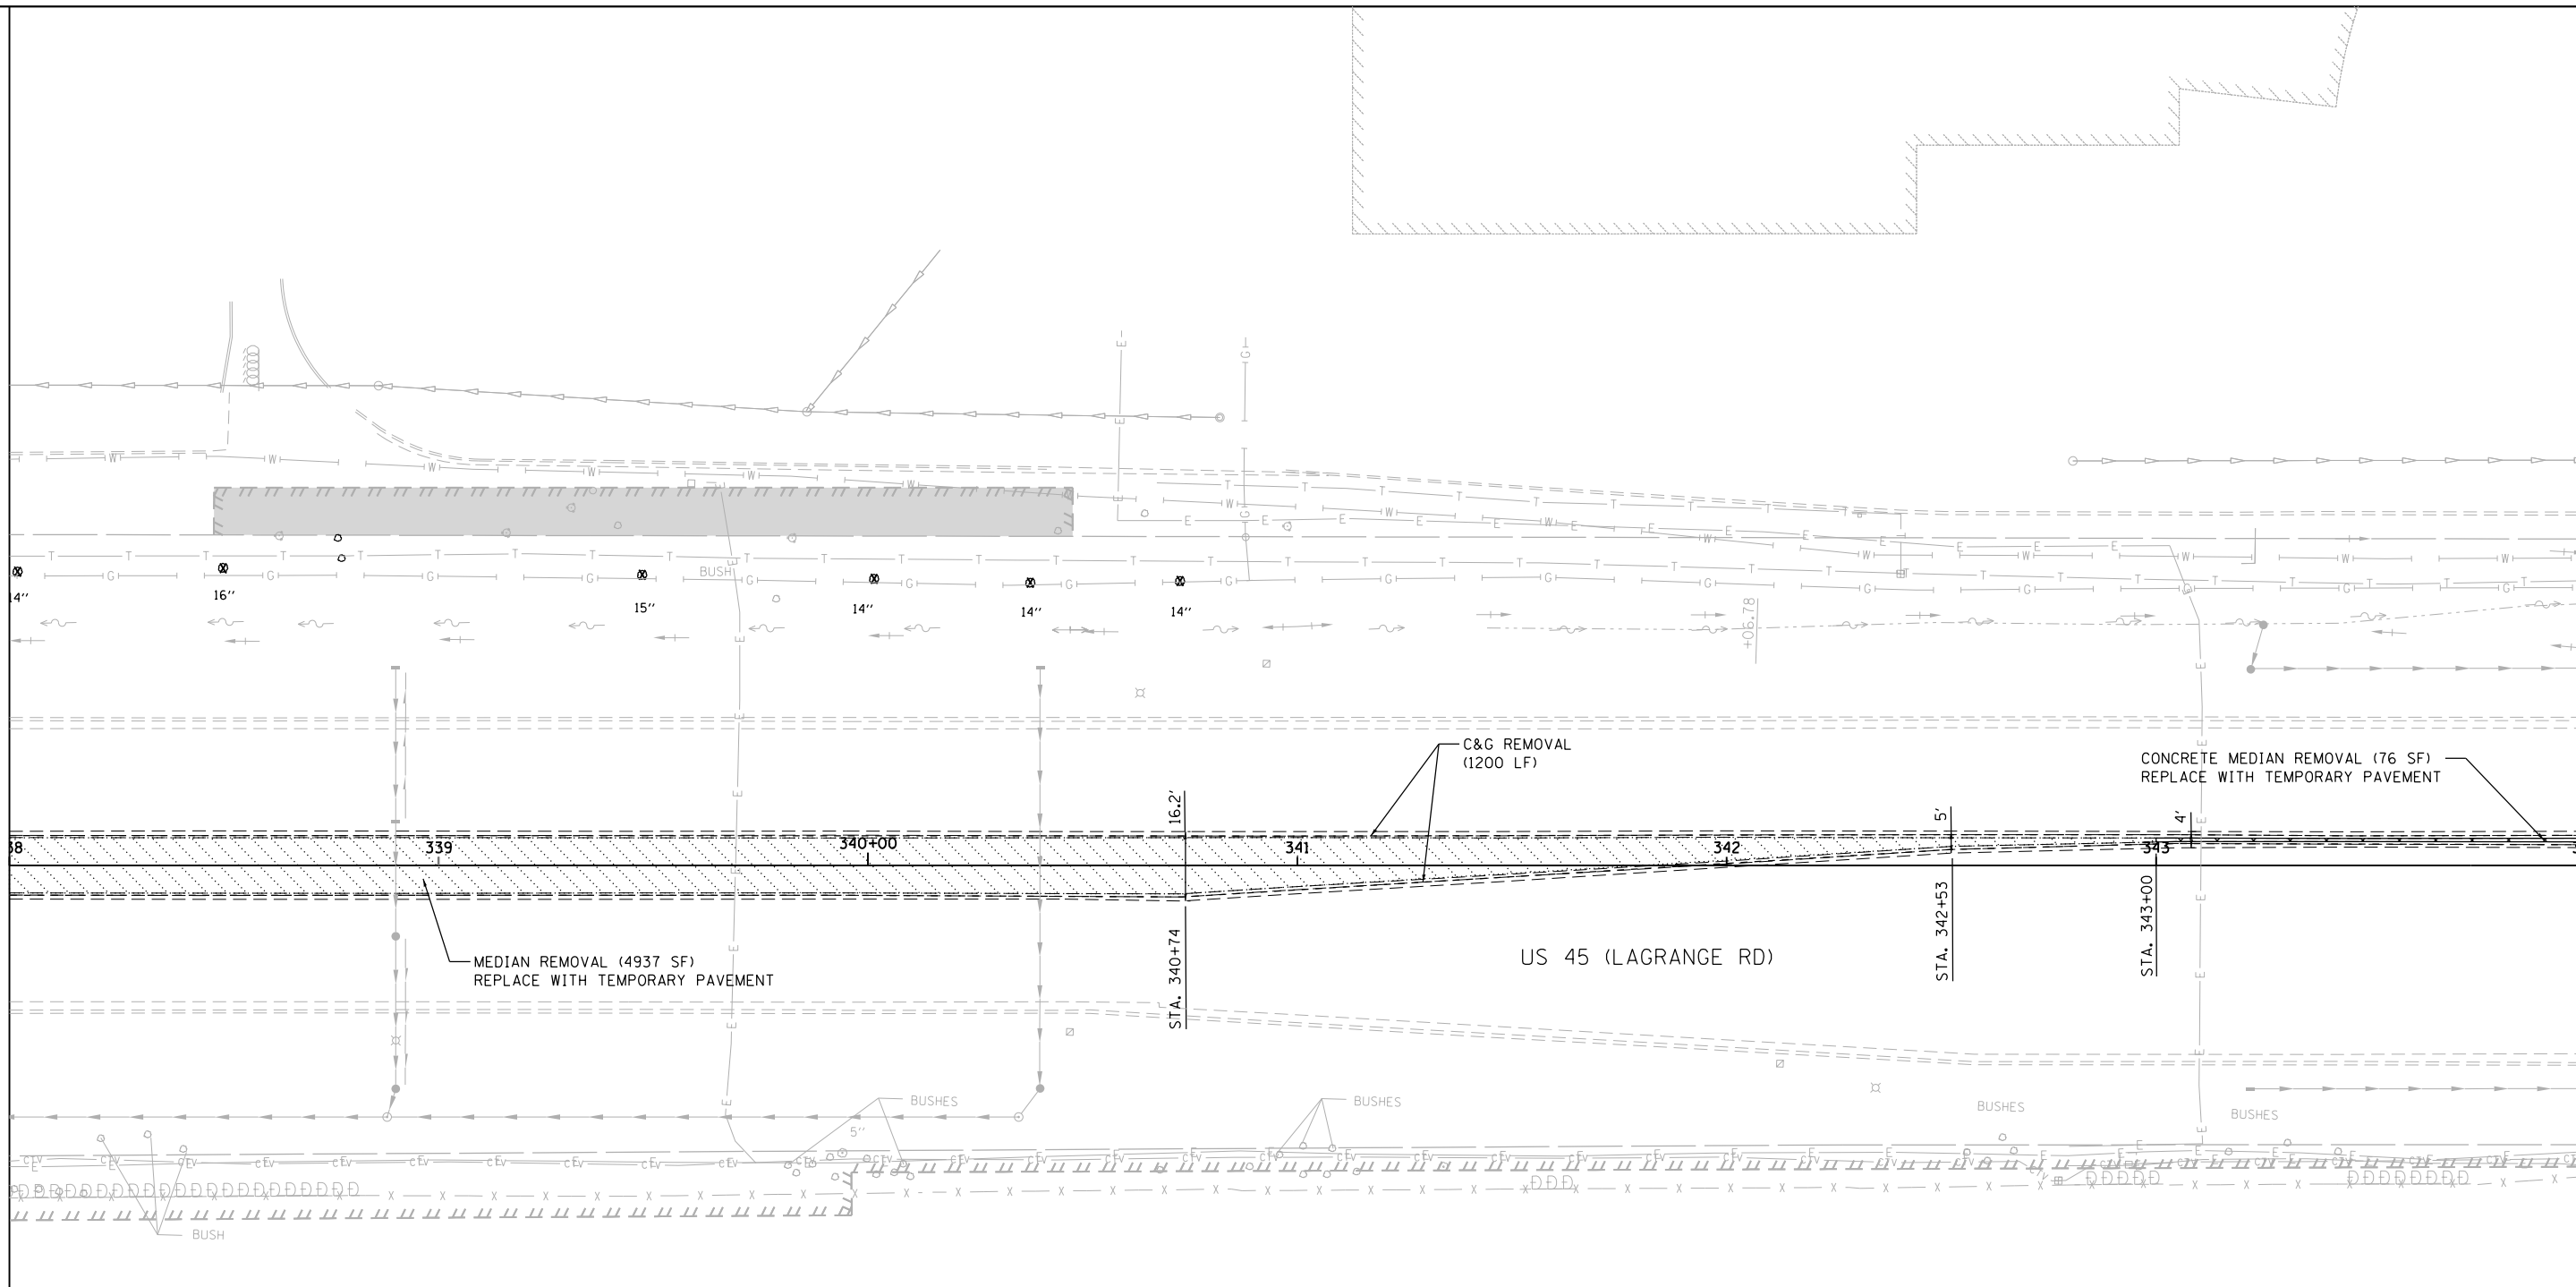 BUSH
14''
16''
15''
14''
14''
14''
+06.78
C&G REMOVAL
(1200 LF)
CONCRETE MEDIAN REMOVAL (76 SF)
REPLACE WITH TEMPORARY PAVEMENT
16.2'
5'
4'
38
339
340+00
341
342
343
MEDIAN REMOVAL (4937 SF)
REPLACE WITH TEMPORARY PAVEMENT
STA. 340+74
US 45 (LAGRANGE RD)
STA. 342+53
STA. 343+00
BUSHES
BUSHES
BUSHES
BUSHES
5''
BUSH